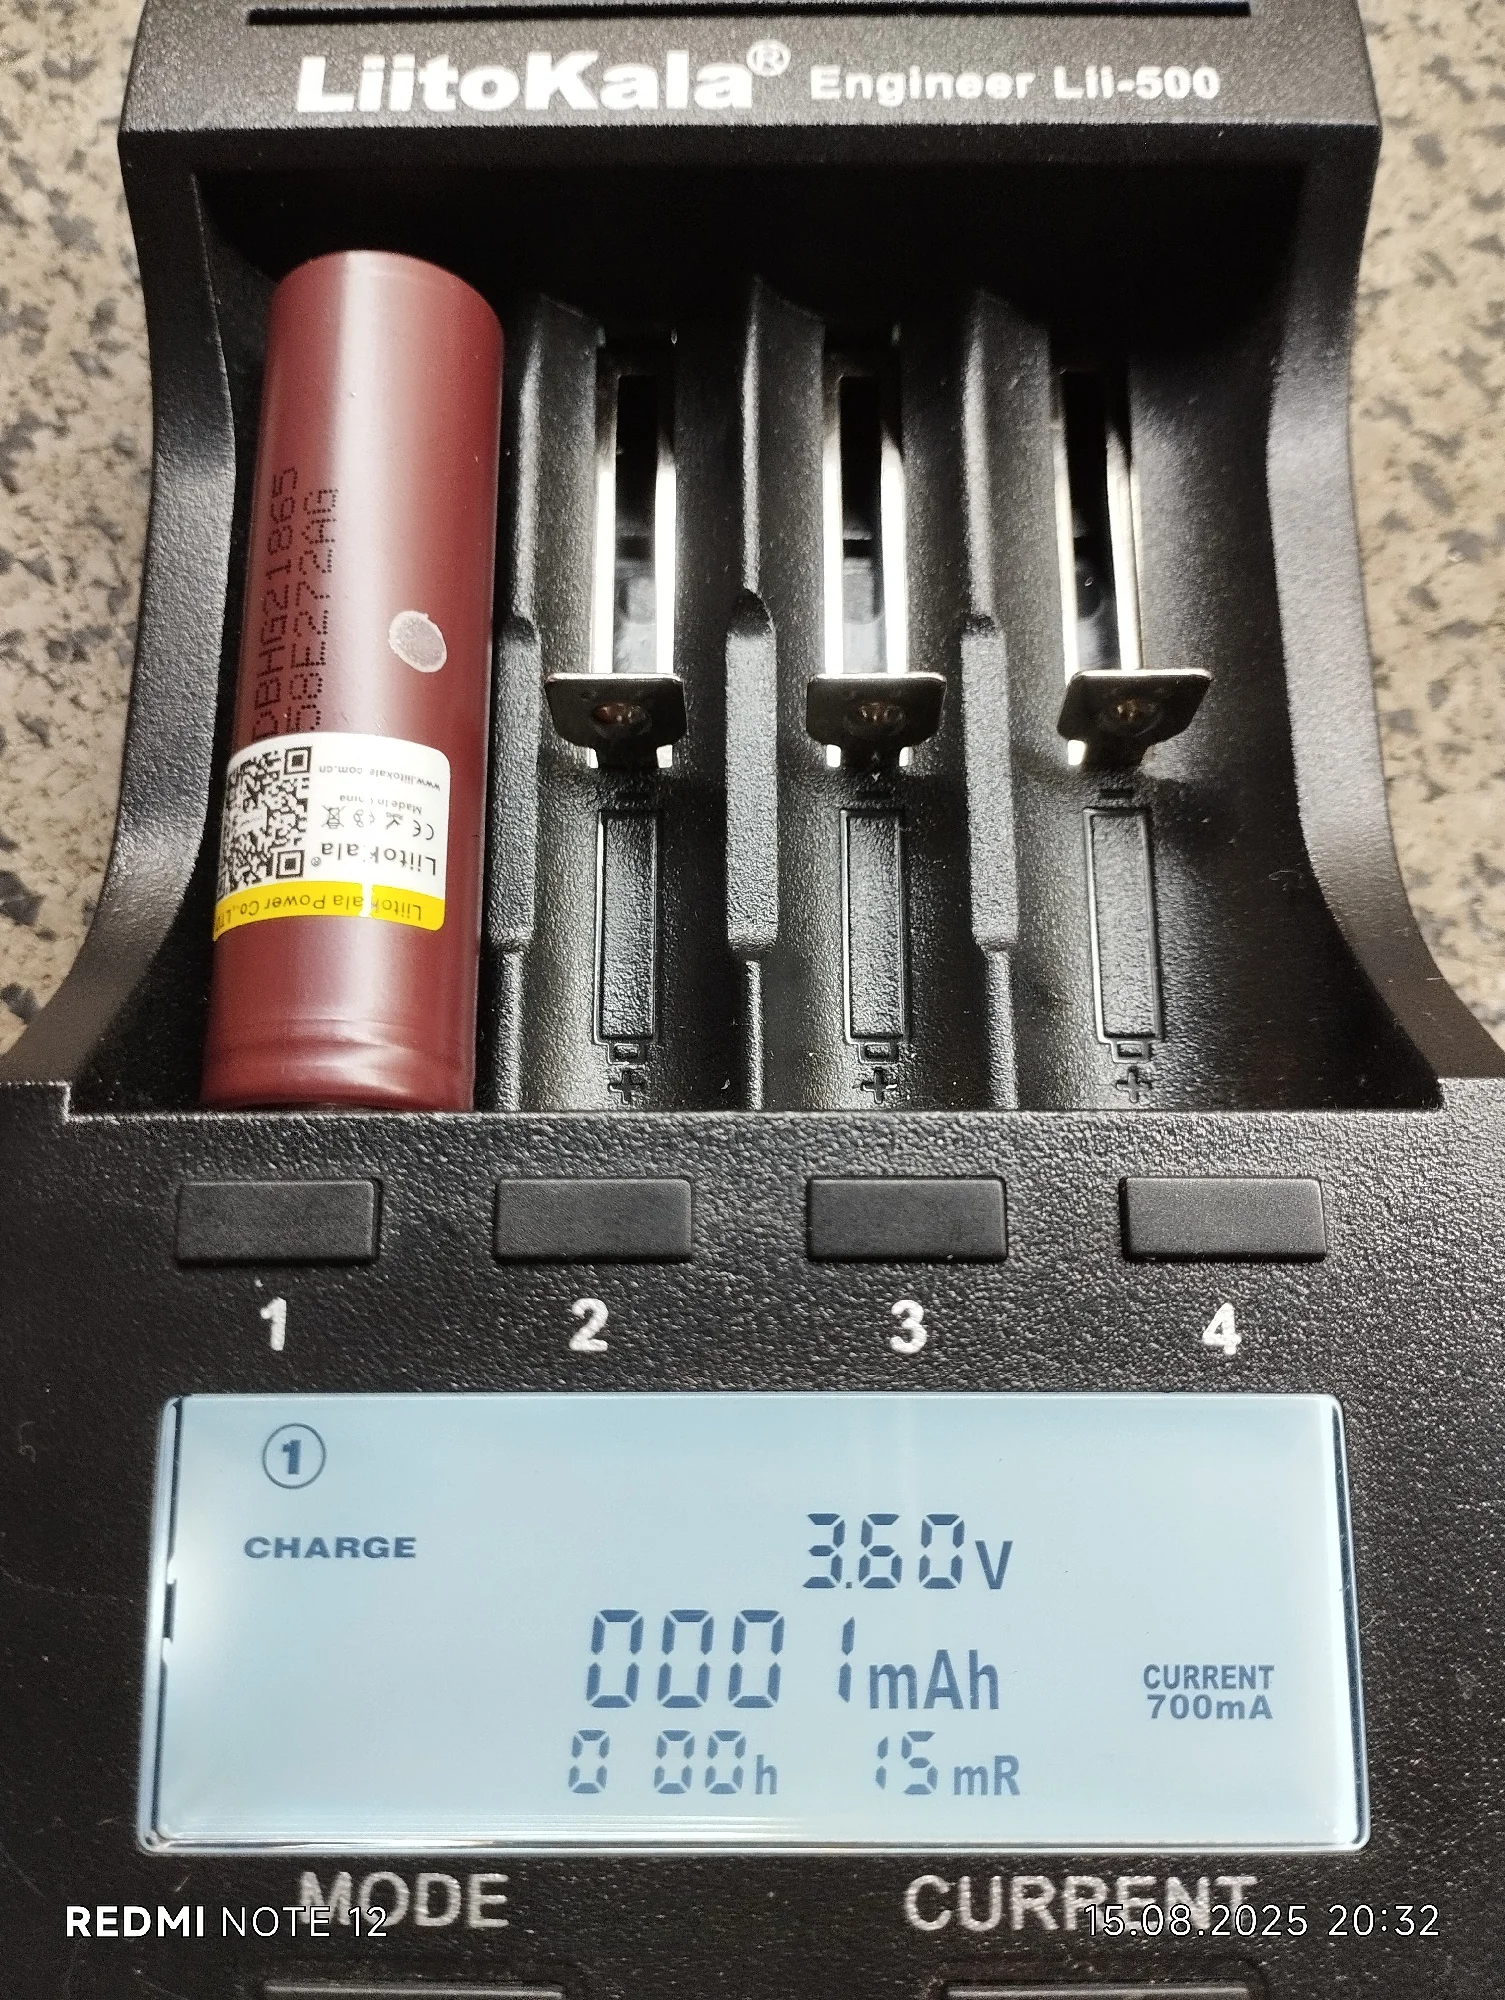 LiitoKala® Engineer Lii-500
DBHG21865
58E272AG
www.liitokala.com.cn
Made in China
CE
LiitoKala®
LiitoKala Power Co., LTD
-
-
-
+
+
+
1
2
3
4
1
CHARGE
3.60V
0001mAh
CURRENT
700mA
0 00h
15mR
MODE
CURRENT
REDMI NOTE 12
15.08.2025 20:32